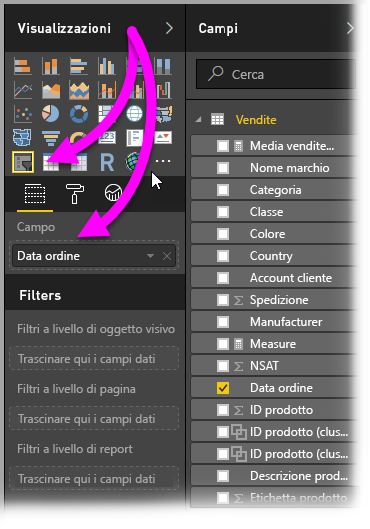 Visualizzazioni
123
R
Campo
Data ordine
Filters
Filtri a livello di oggetto visivo
Trascinare qui i campi dati
Filtri a livello di pagina
Trascinare qui i campi dati
Filtri a livello di report
Trascinare qui i campi dati
Campi
Cerca
Vendite
Media vendite...
Nome marchio
Categoria
Classe
Colore
Country
Account cliente
Spedizione
Manufacturer
Measure
NSAT
Data ordine
ID prodotto
ID prodotto (clus...
ID prodotto (clus...
Descrizione prod...
Etichetta prodotto